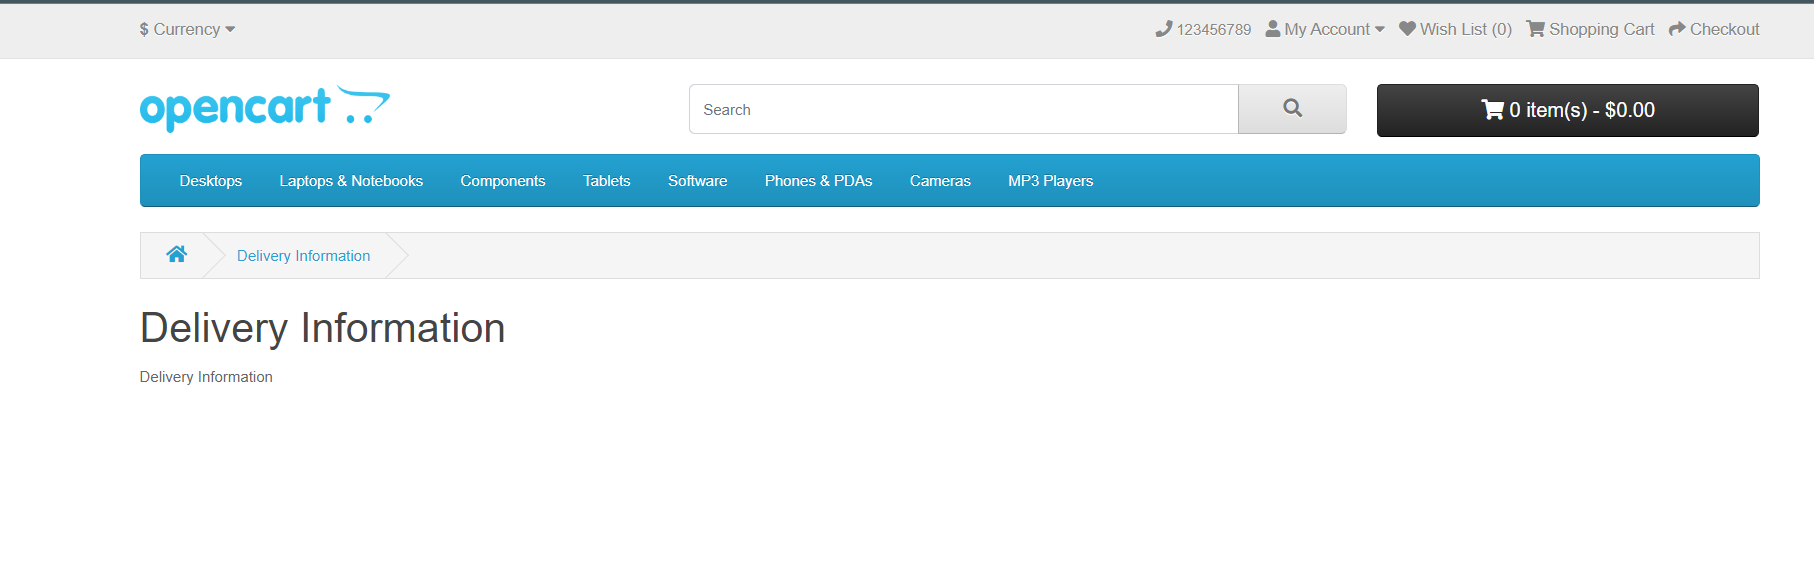 $ Currency 123456789 My Account Wish List (0) Shopping Cart Checkout
opencart Search 0 item(s) - $0.00
Desktops Laptops & Notebooks Components Tablets Software Phones & PDAs Cameras MP3 Players
Delivery Information
Delivery Information
Delivery Information